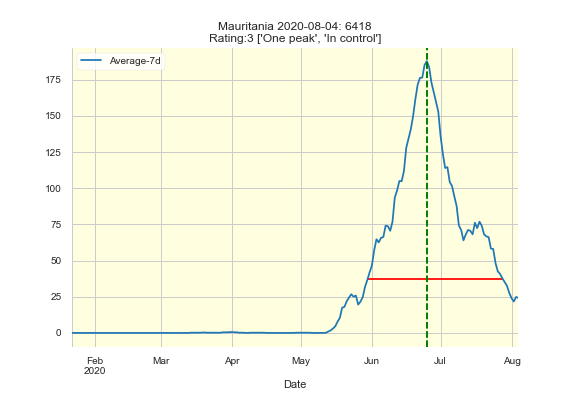 Mauritania 2020-08-04: 6418
Rating:3 ['One peak', 'In control']
Average-7d
175
150
125
100
75
50
25
0
Feb
2020
Mar
Apr
May
Jun
Jul
Aug
Date